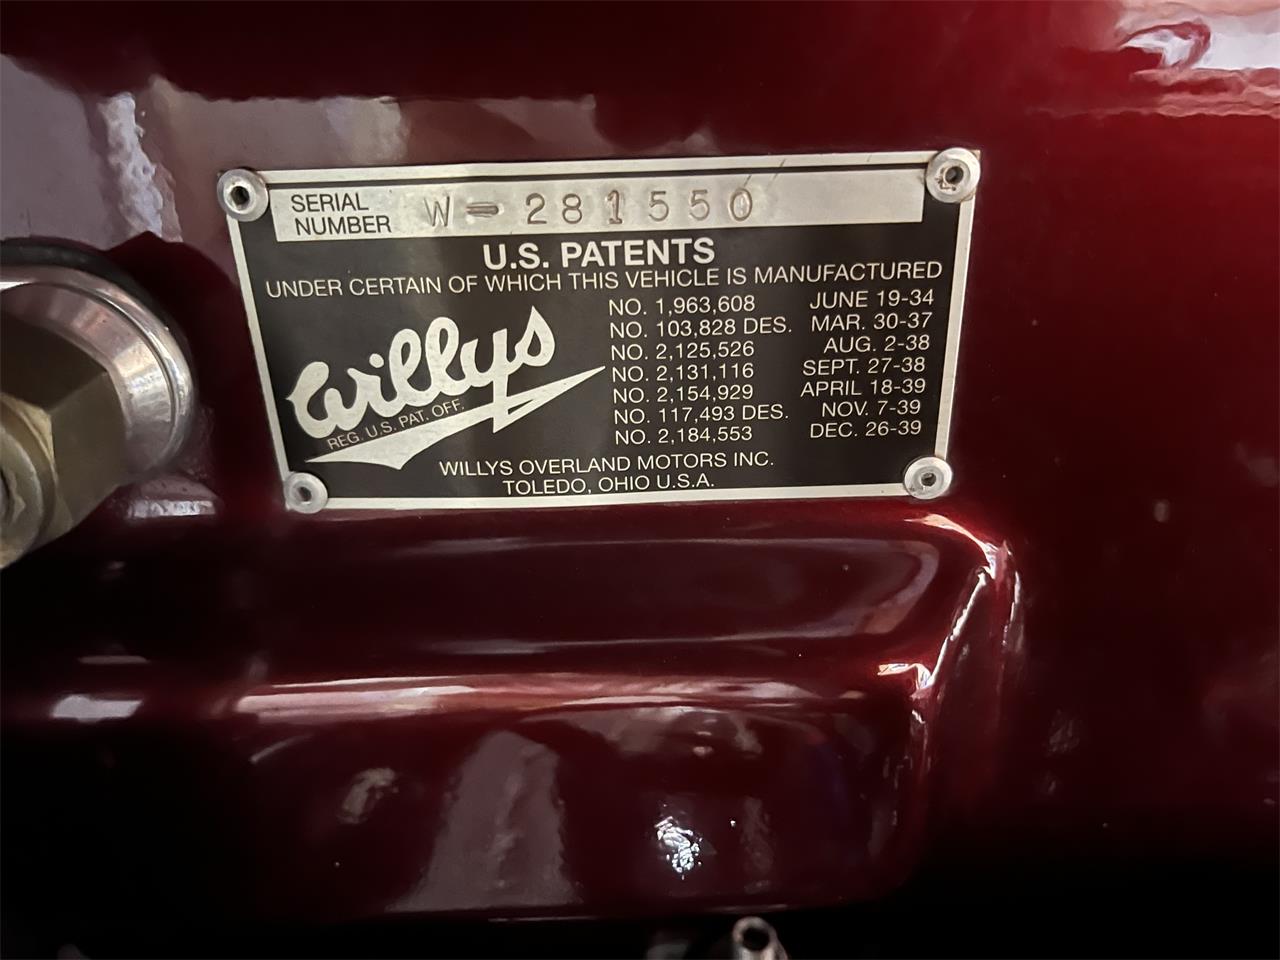 SERIAL
NUMBER
W-281550
U.S. PATENTS
UNDER CERTAIN OF WHICH THIS VEHICLE IS MANUFACTURED
Willys
REG. U.S. PAT. OFF.
NO. 1,963,608 JUNE 19-34
NO. 103,828 DES. MAR. 30-37
NO. 2,125,526 AUG. 2-38
NO. 2,131,116 SEPT. 27-38
NO. 2,154,929 APRIL 18-39
NO. 117,493 DES. NOV. 7-39
NO. 2,184,553 DEC. 26-39
WILLYS OVERLAND MOTORS INC.
TOLEDO, OHIO U.S.A.